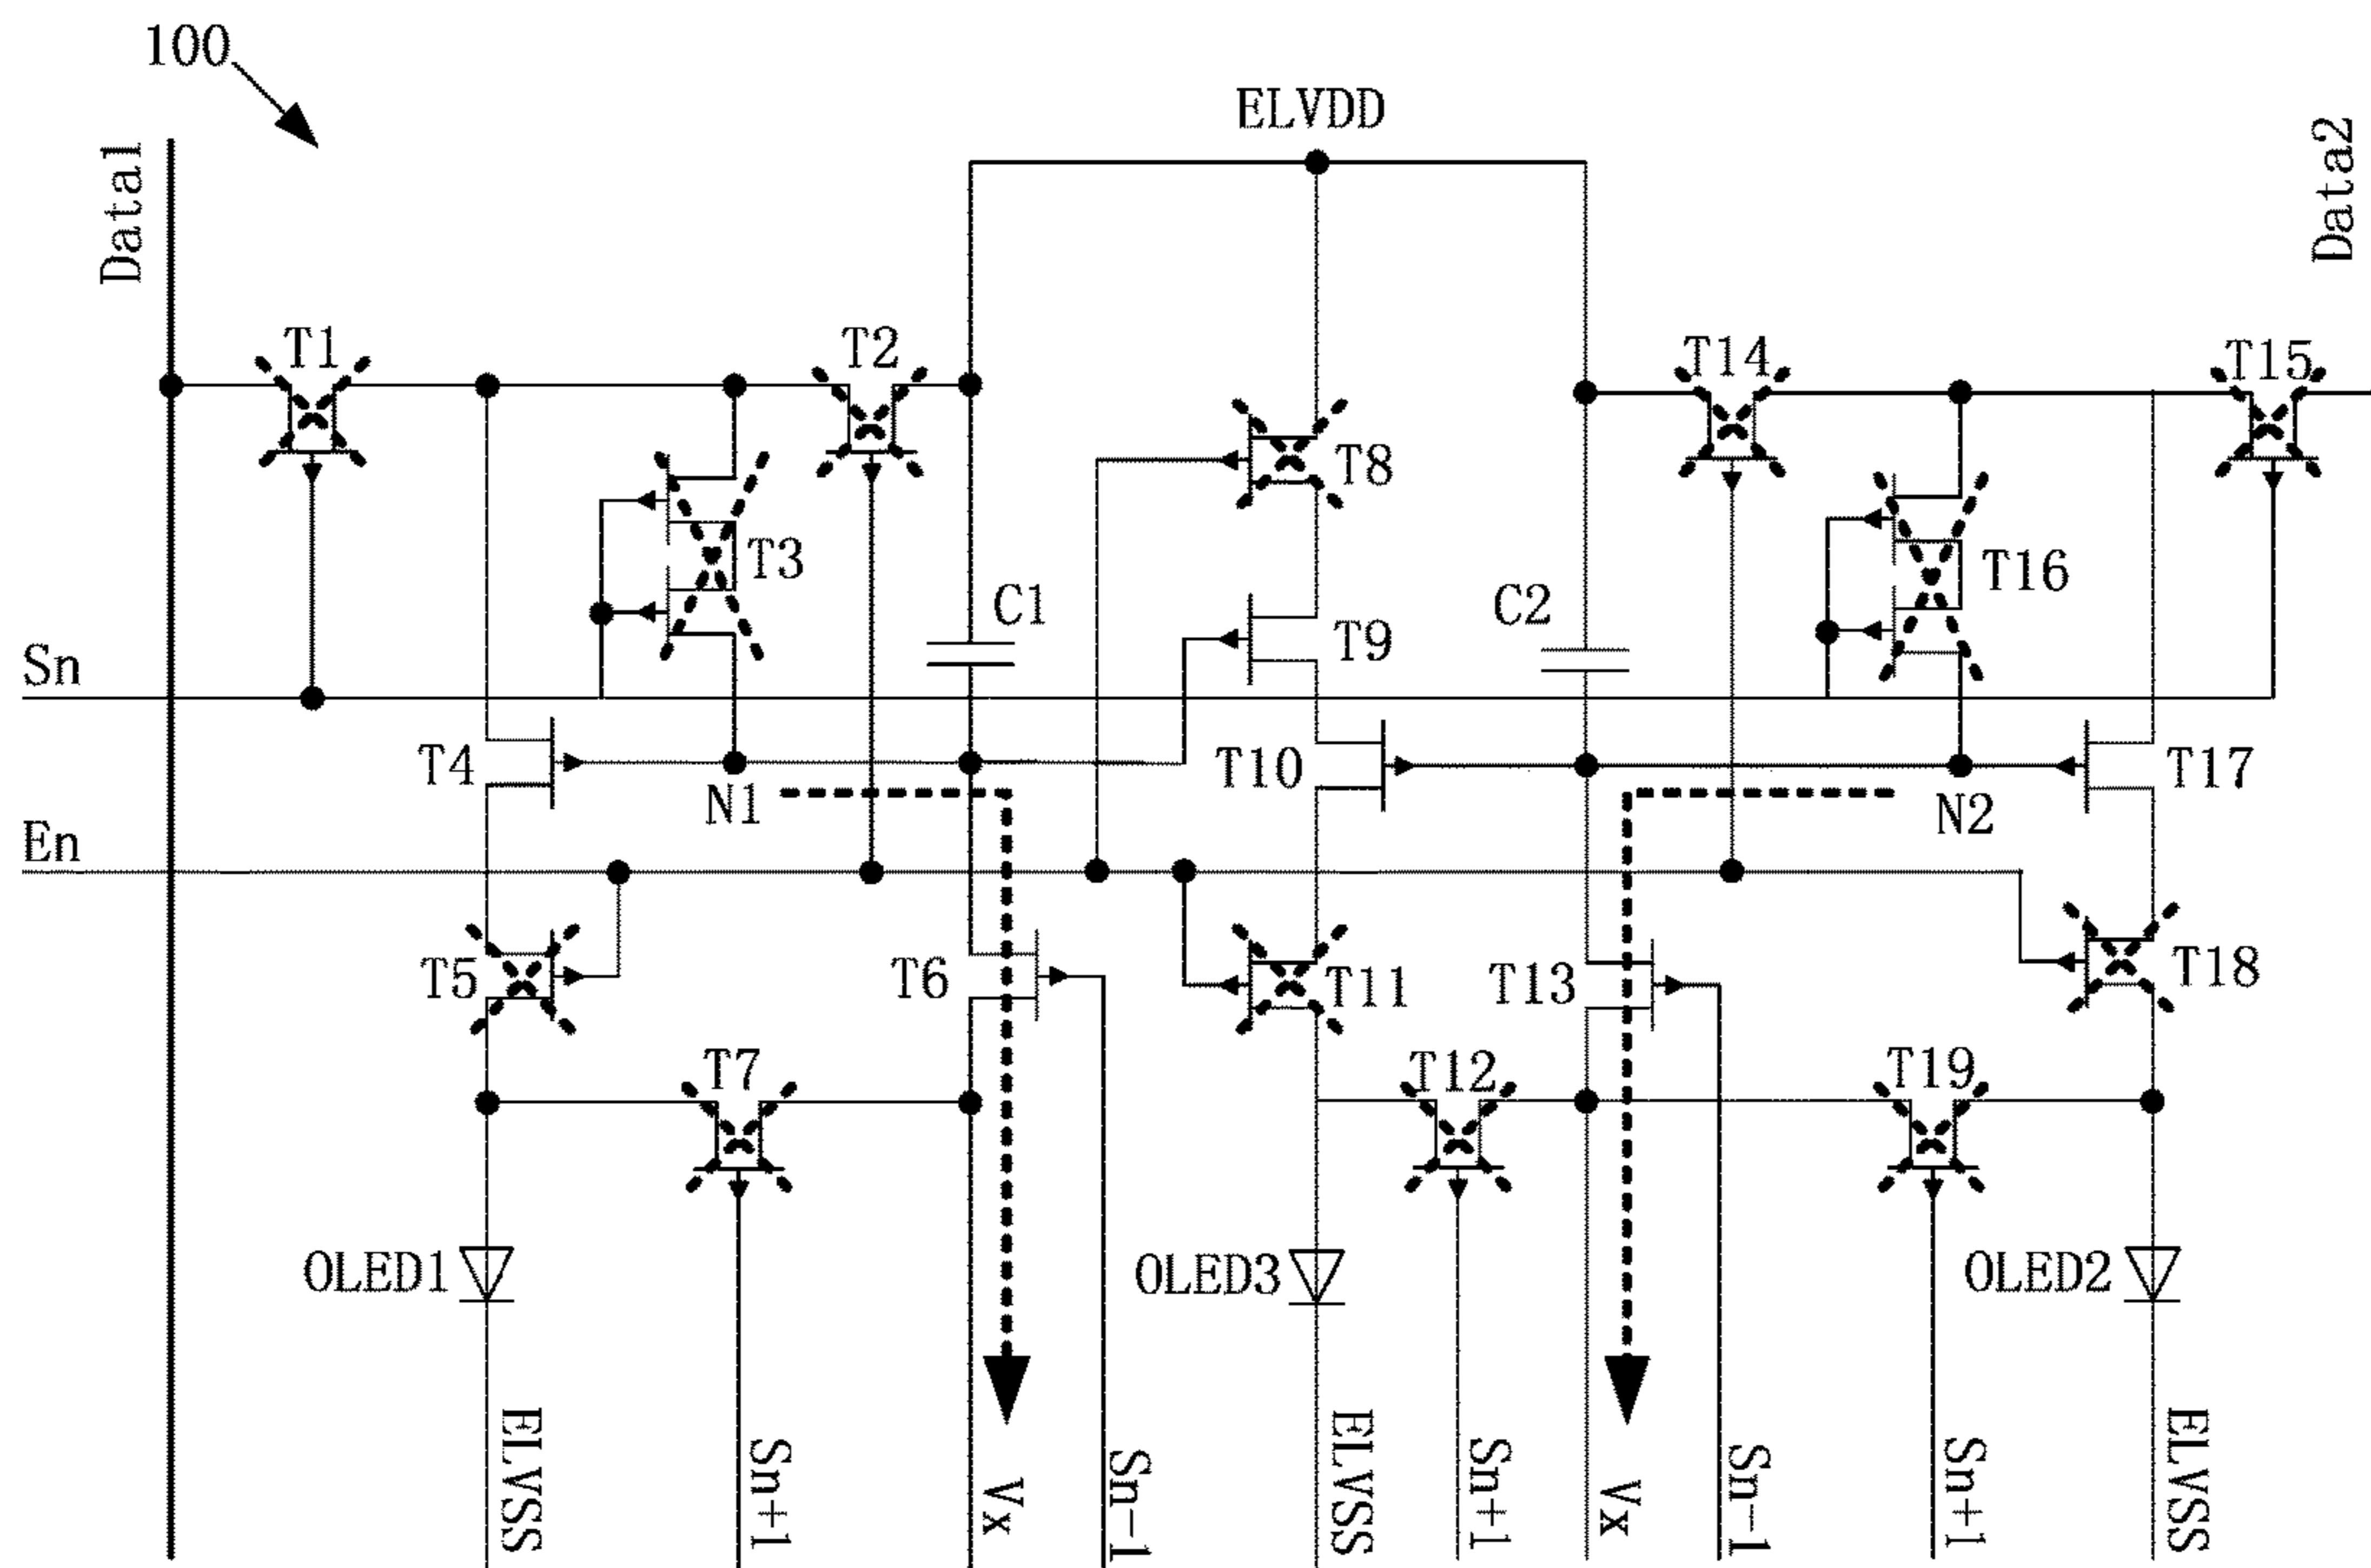 100
ELVDD
Data1
Data2
T1
T2
T14
T15
T8
T3
T16
C1
C2
T9
Sn
T4
T10
T17
N1
N2
En
T5
T6
T11
T13
T18
T7
T12
T19
OLED1
OLED3
OLED2
ELVSS
Sn+1
Vx
Sn-1
ELVSS
Sn+1
Vx
Sn-1
Sn+1
ELVSS